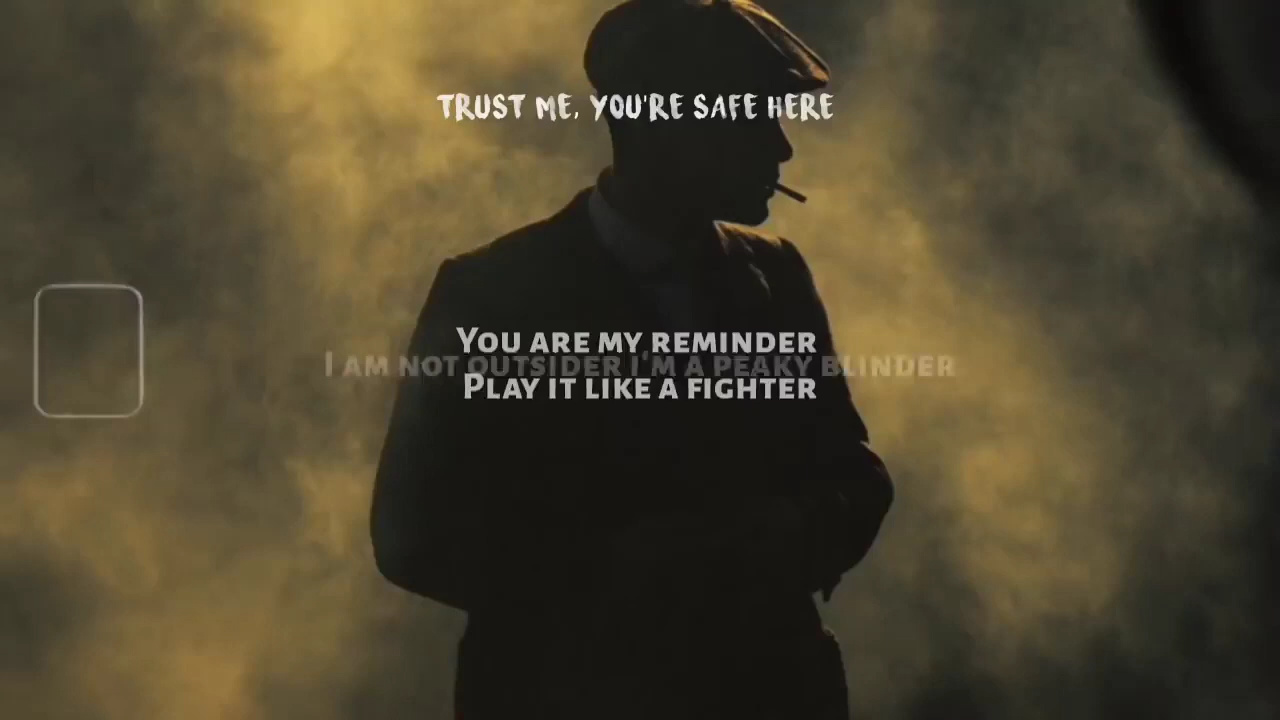 TRUST ME, YOU'RE SAFE HERE
YOU ARE MY REMINDER
I AM NOT OUTSIDER I'M A PEAKY BLINDER
PLAY IT LIKE A FIGHTER